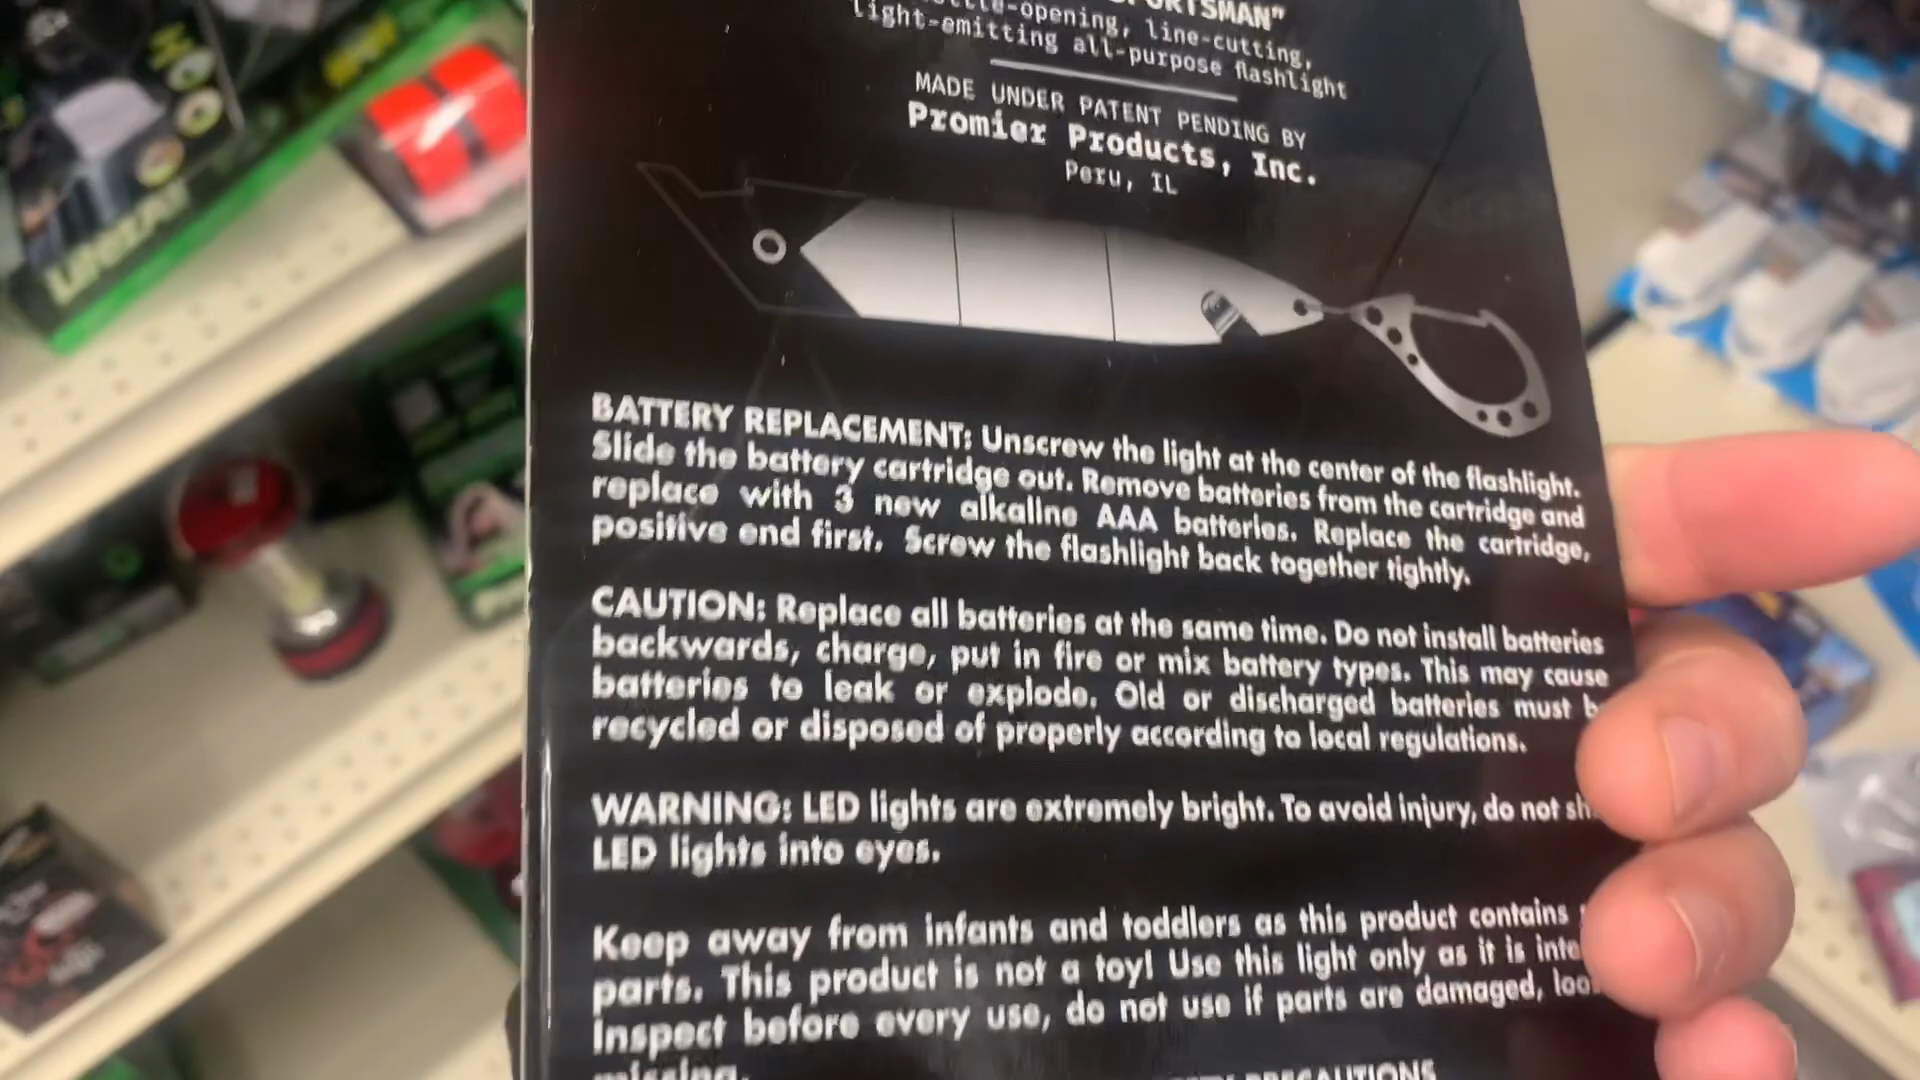 SPORTSMAN"
bottle-opening, line-cutting,
light-emitting all-purpose flashlight
MADE UNDER PATENT PENDING BY
Promier Products, Inc.
Peru, IL
BATTERY REPLACEMENT: Unscrew the light at the center of the flashlight.
Slide the battery cartridge out. Remove batteries from the cartridge and
replace with 3 new alkaline AAA batteries. Replace the cartridge,
positive end first. Screw the flashlight back together tightly.
CAUTION: Replace all batteries at the same time. Do not install batteries
backwards, charge, put in fire or mix battery types. This may cause
batteries to leak or explode. Old or discharged batteries must
recycled or disposed of properly according to local regulations.
WARNING: LED lights are extremely bright. To avoid injury, do not
LED lights into eyes.
Keep away from infants and toddlers as this product contains
parts. This product is not a toy! Use this light only as it is
Inspect before every use, do not use if parts are damaged,
missing.
PRECAUTIONS